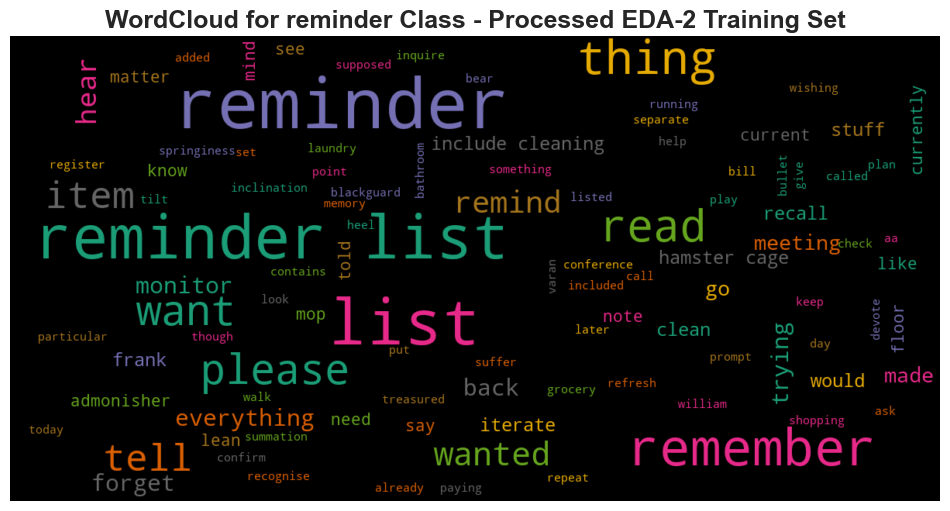 WordCloud for reminder Class - Processed EDA-2 Training Set
added
mind
see
inquire
thing
hear
matter
supposed
bear
wishing
reminder
running
currently
separate
include cleaning
help
current
stuff
springiness
set
laundry
register
know
point
bathroom
something
bullet
give
bill
called
plan
item
tilt
inclination
blackguard
memory
remind
listed
play
recall
reminder list
heel
told
read
meeting
check
aa
contains
conference
hamster cage
like
monitor
varan
included
call
want
look
mop
list
note
go
keep
later
clean
devote
floor
particular
though
trying
day
frank
put
suffer
prompt
please
back
refresh
would
made
admonisher
walk
treasured
grocery
william
everything
need
say
iterate
shopping
ask
today
lean
summation
tell
confirm
wanted
remember
forget
recognise
already
paying
repeat